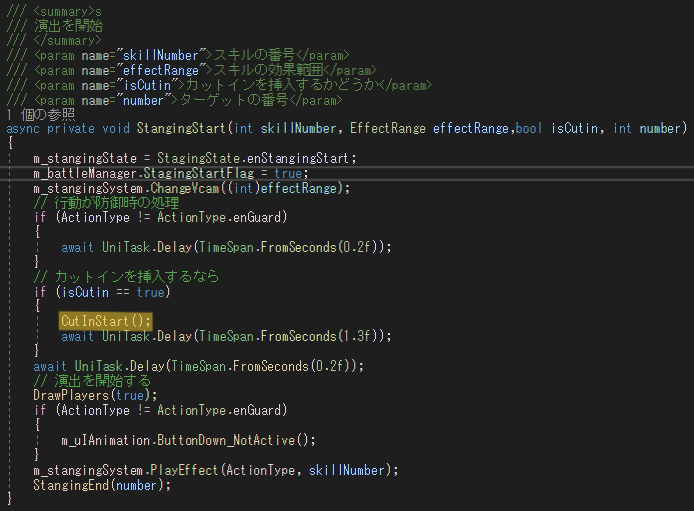 /// <summary>s
/// 演出を開始
/// </summary>
/// <param name="skillNumber">スキルの番号</param>
/// <param name="effectRange">スキルの効果範囲</param>
/// <param name="isCutin">カットインを挿入するかどうか</param>
/// <param name="number">ターゲットの番号</param>
1 個の参照
async private void StangingStart(int skillNumber, EffectRange effectRange,bool isCutin, int number)
{
m_stangingState = StagingState.enStangingStart;
m_battleManager.StagingStartFlag = true;
m_stangingSystem.ChangeVcam((int)effectRange);
// 行動が防御時の処理
if (ActionType != ActionType.enGuard)
{
await UniTask.Delay(TimeSpan.FromSeconds(0.2f));
}
// カットインを挿入するなら
if (isCutin == true)
{
CutInStart();
await UniTask.Delay(TimeSpan.FromSeconds(1.3f));
}
await UniTask.Delay(TimeSpan.FromSeconds(0.2f));
// 演出を開始する
DrawPlayers(true);
if (ActionType != ActionType.enGuard)
{
m_uIAnimation.ButtonDown_NotActive();
}
m_stangingSystem.PlayEffect(ActionType, skillNumber);
StangingEnd(number);
}